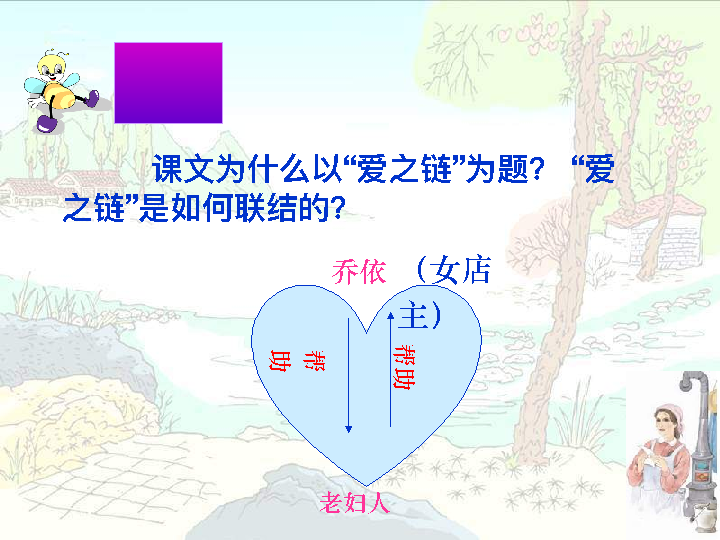 课文为什么以“爱之链”为题？ “爱
之链”是如何联结的？
乔依 （女店
主）
帮助
帮助
老妇人